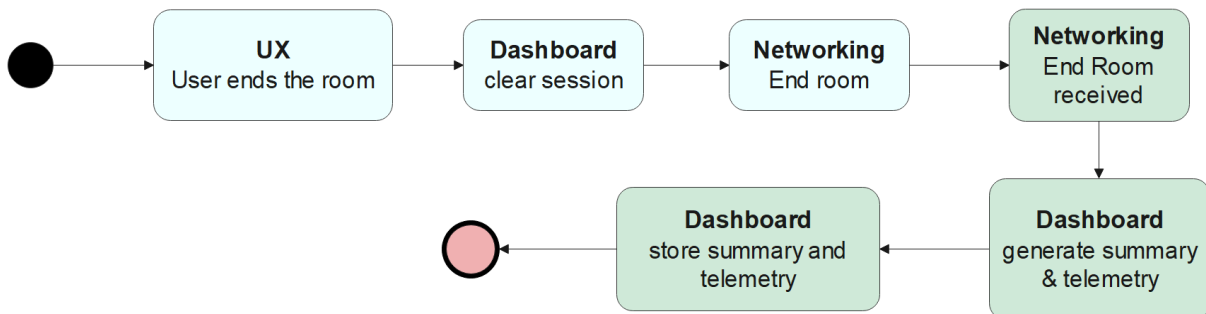 UX
User ends the room
Dashboard
clear session
Networking
End room
Networking
End Room
received
Dashboard
generate summary
& telemetry
Dashboard
store summary and
telemetry